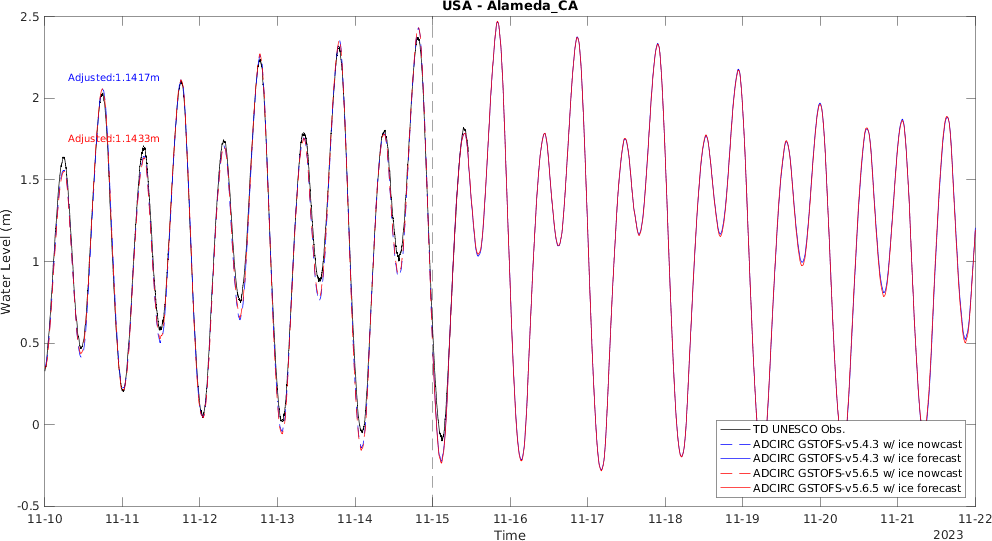 USA - Alameda_CA
2.5
2
1.5
1
0.5
0
-0.5
Water Level (m)
Adjusted:1.1417m
Adjusted:1.1433m
TD UNESCO Obs.
ADCIRC GSTOFS-v5.4.3 w/ ice nowcast
ADCIRC GSTOFS-v5.4.3 w/ ice forecast
ADCIRC GSTOFS-v5.6.5 w/ ice nowcast
ADCIRC GSTOFS-v5.6.5 w/ ice forecast
11-10 11-11 11-12 11-13 11-14 11-15 11-16 11-17 11-18 11-19 11-20 11-21 11-22
Time
2023